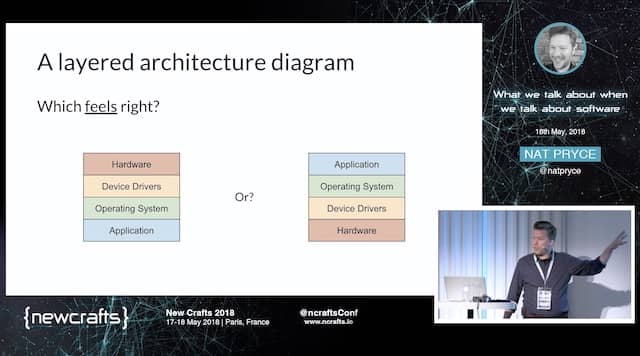 A layered architecture diagram
Which feels right?
Hardware
Device Drivers
Operating System
Application
Or?
Application
Operating System
Device Drivers
Hardware
What we talk about when
we talk about software
16th May, 2018
NAT PRYCE
@natpryce
{newcrafts}
New Crafts 2018
17-18 May 2018 | Paris, France
@ncraftsConf
www.ncrafts.io